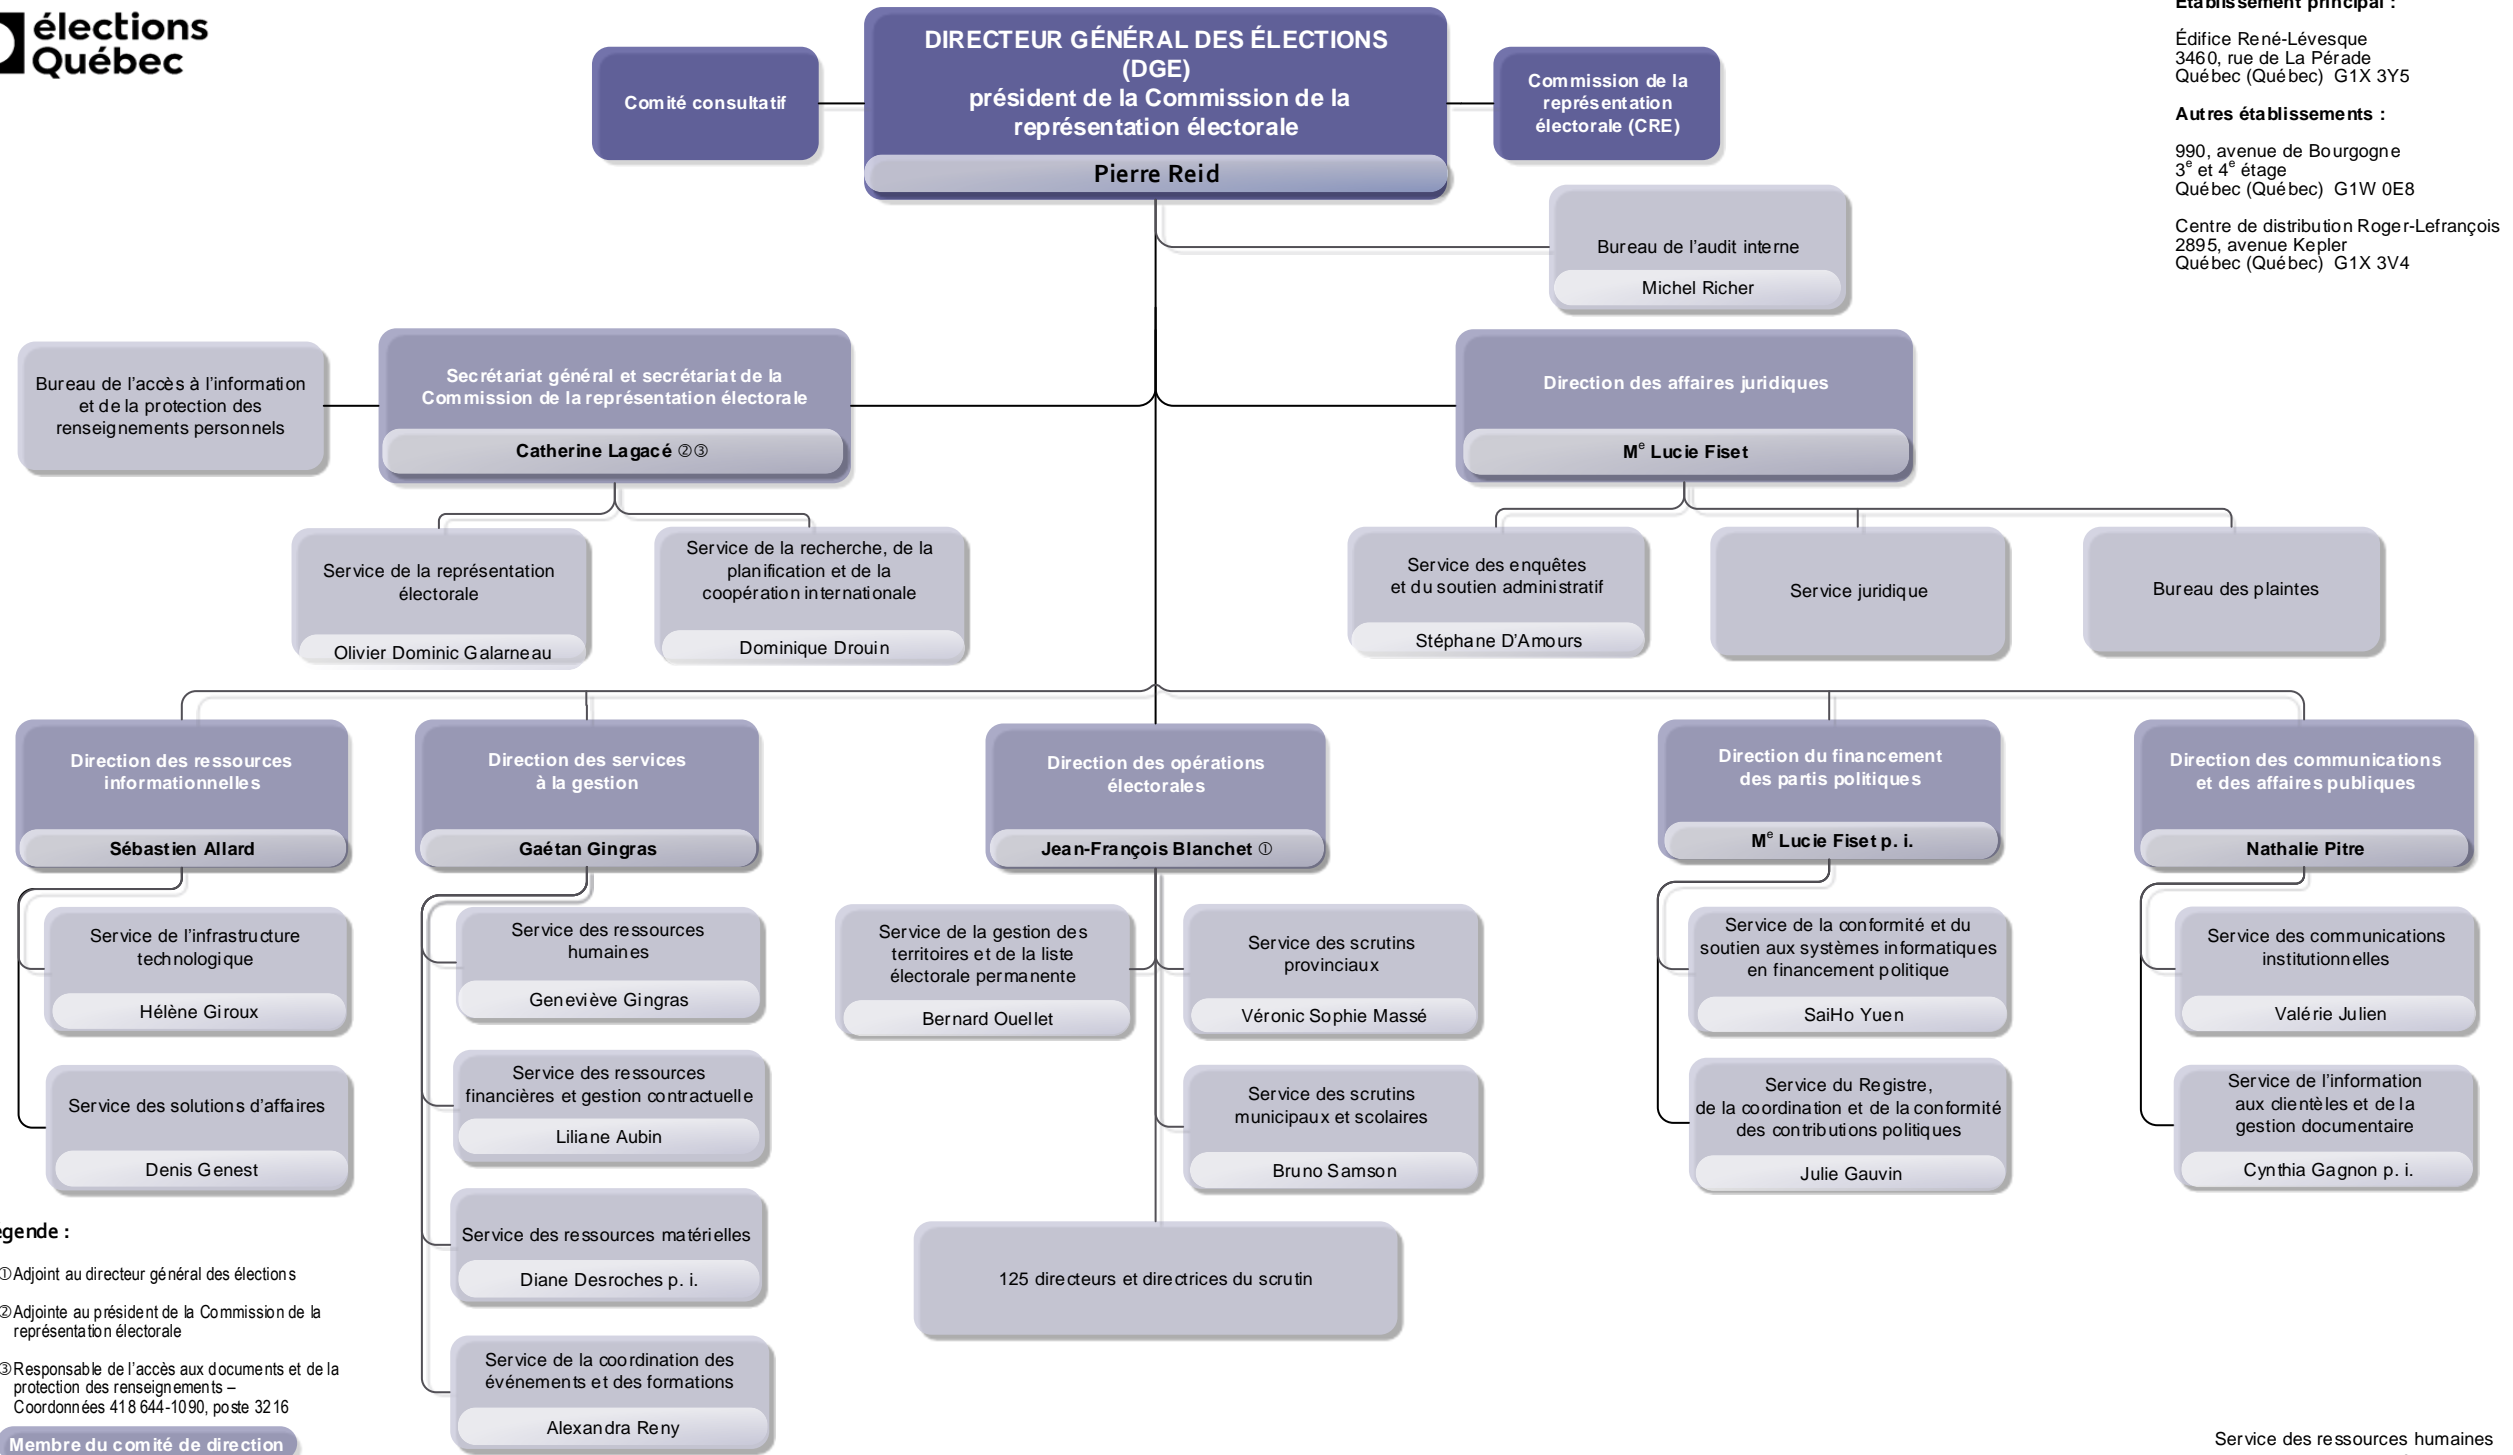 élections
Québec
DIRECTEUR GÉNÉRAL DES ÉLECTIONS
(DGE)
président de la Commission de la
représentation électorale
Pierre Reid
Comité consultatif
Commission de la
représentation
électorale (CRE)
Établissement principal :
Édifice René-Lévesque
3460, rue de La Pérade
Québec (Québec) G1X 3Y5
Autres établissements :
990, avenue de Bourgogne
3e et 4e étage
Québec (Québec) G1W 0E8
Centre de distribution Roger-Lefrançois
2895, avenue Kepler
Québec (Québec) G1X 3V4
Bureau de l’audit interne
Michel Richer
Bureau de l’accès à l’information
et de la protection des
renseignements personnels
Secrétariat général et secrétariat de la
Commission de la représentation électorale
Catherine Lagacé ②③
Direction des affaires juridiques
Me Lucie Fiset
Service de la représentation
électorale
Olivier Dominic Galarneau
Service de la recherche, de la
planification et de la
coopération internationale
Dominique Drouin
Service des enquêtes
et du soutien administratif
Stéphane D’Amours
Service juridique
Bureau des plaintes
Direction des ressources
informationnelles
Sébastien Allard
Direction des services
à la gestion
Gaétan Gingras
Direction des opérations
électorales
Jean-François Blanchet ①
Direction du financement
des partis politiques
Me Lucie Fiset p. i.
Direction des communications
et des affaires publiques
Nathalie Pitre
Service de l’infrastructure
technologique
Hélène Giroux
Service des solutions d’affaires
Denis Genest
Service des ressources
humaines
Geneviève Gingras
Service des ressources
financières et gestion contractuelle
Liliane Aubin
Service des ressources matérielles
Diane Desroches p. i.
Service de la coordination des
événements et des formations
Alexandra Reny
Service de la gestion des
territoires et de la liste
électorale permanente
Bernard Ouellet
Service des scrutins
provinciaux
Véronic Sophie Massé
Service des scrutins
municipaux et scolaires
Bruno Samson
125 directeurs et directrices du scrutin
Service de la conformité et du
soutien aux systèmes informatiques
en financement politique
SaiHo Yuen
Service du Registre,
de la coordination et de la conformité
des contributions politiques
Julie Gauvin
Service des communications
institutionnelles
Valérie Julien
Service de l’information
aux clientèles et de la
gestion documentaire
Cynthia Gagnon p. i.
égende :
①Adjoint au directeur général des élections
②Adjointe au président de la Commission de la
représentation électorale
③Responsable de l’accès aux documents et de la
protection des renseignements –
Coordonnées 418 644-1090, poste 3216
Membre du comité de direction
Service des ressources humaines